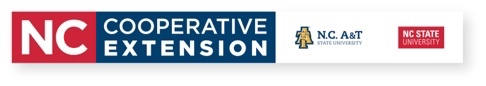 NC
COOPERATIVE
EXTENSION
N.C. A&T
STATE UNIVERSITY
NC STATE
UNIVERSITY